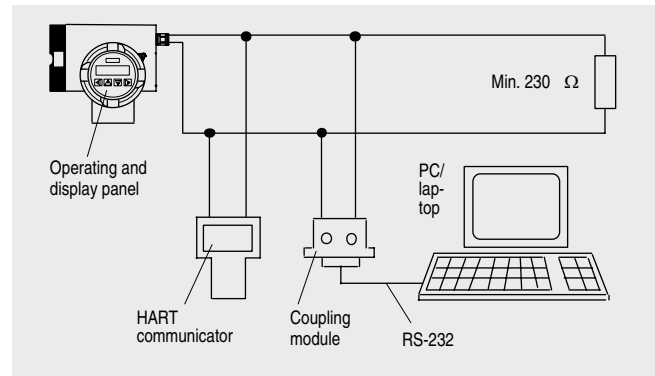 Min. 230 Ω
Operating and
display panel
PC/
lap-
top
HART
communicator
Coupling
module
RS-232